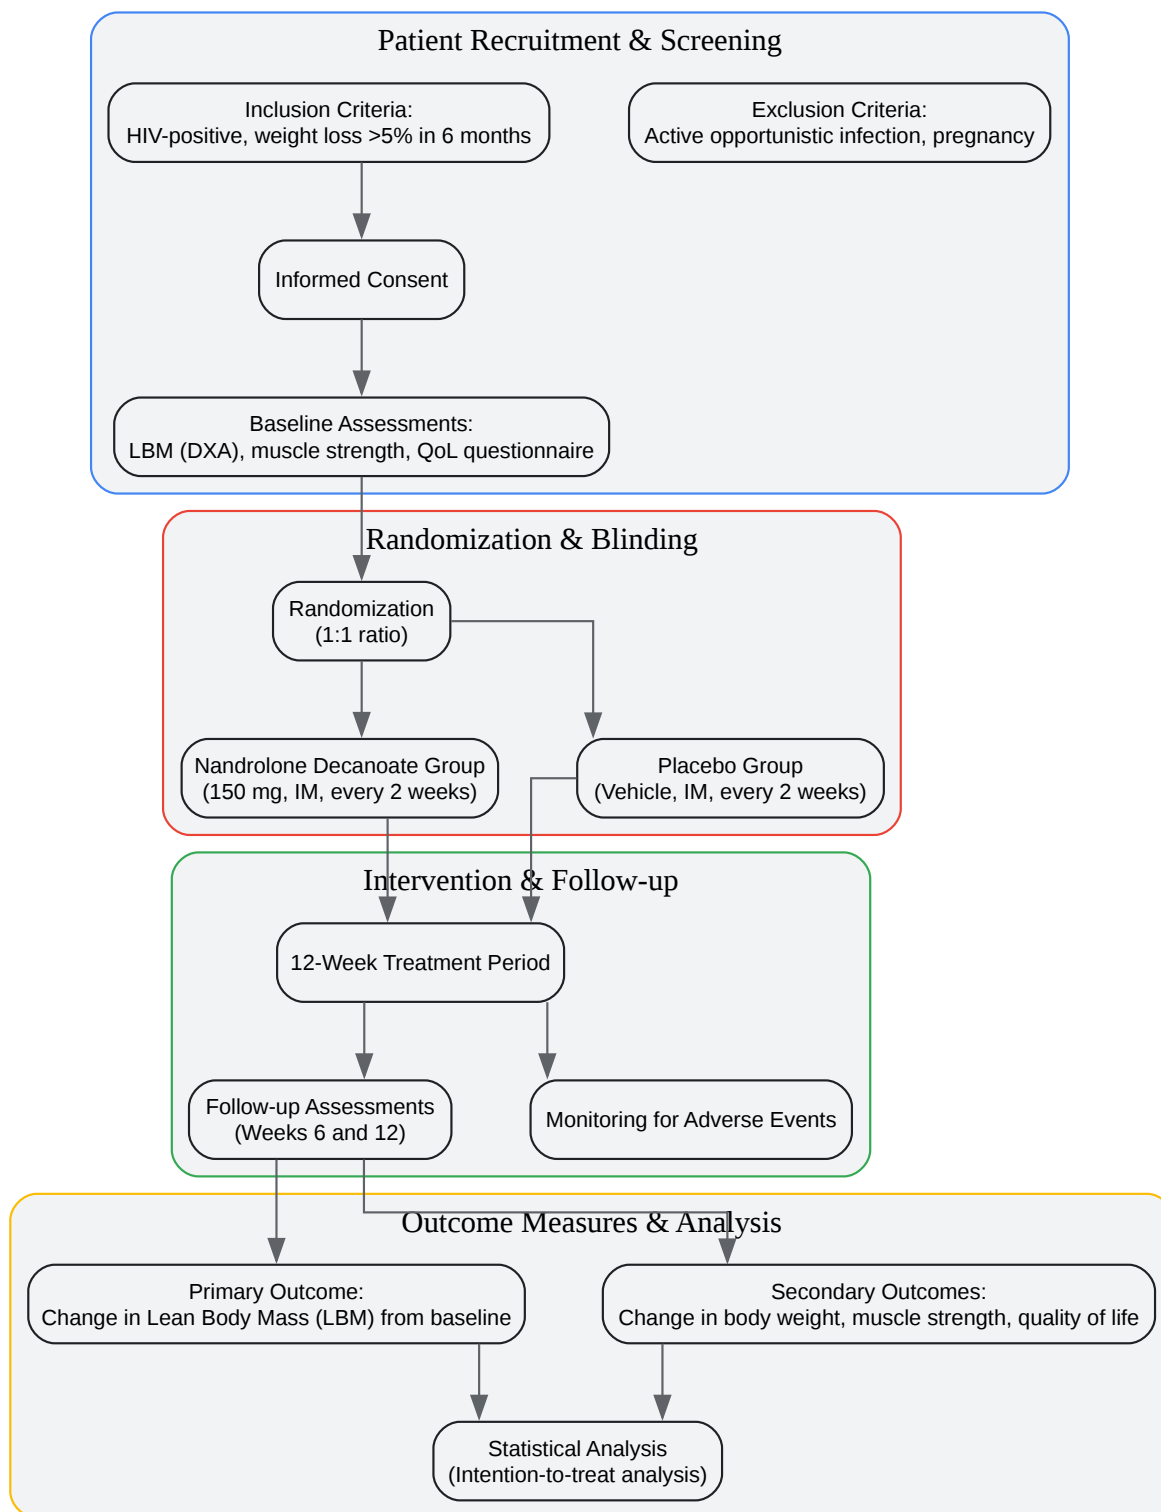 Patient Recruitment & Screening
Inclusion Criteria:
HIV-positive, weight loss >5% in 6 months
Exclusion Criteria:
Active opportunistic infection, pregnancy
Informed Consent
Baseline Assessments:
LBM (DXA), muscle strength, QoL questionnaire
Randomization & Blinding
Randomization
(1:1 ratio)
Nandrolone Decanoate Group
(150 mg, IM, every 2 weeks)
Placebo Group
(Vehicle, IM, every 2 weeks)
Intervention & Follow-up
12-Week Treatment Period
Follow-up Assessments
(Weeks 6 and 12)
Monitoring for Adverse Events
Outcome Measures & Analysis
Primary Outcome:
Change in Lean Body Mass (LBM) from baseline
Secondary Outcomes:
Change in body weight, muscle strength, quality of life
Statistical Analysis
(Intention-to-treat analysis)